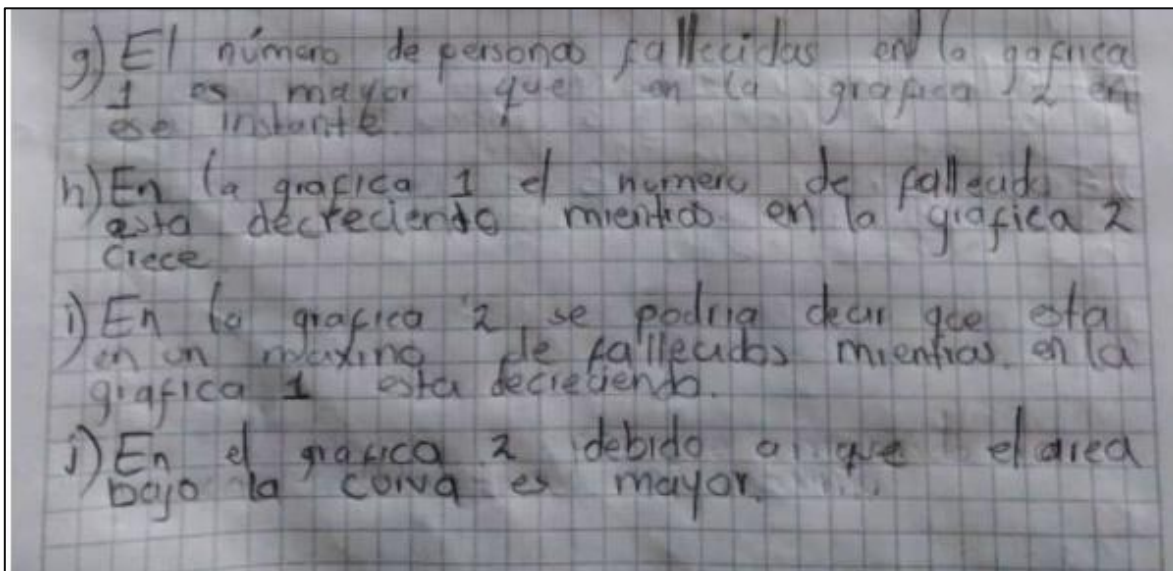 g) El número de personas fallecidas en la gáfrica
1 es mayor que en la grafica 2 en
ese instante.
h) En la grafica 1 el numero de fallecido
esta decreciendo mientras en la grafica 2
crece
i) En la grafica 2, se podria decir que esta
en un maximo de fallecidos mientras en la
grafica 1 esta decreciendo.
j) En el grafica 2 debido a que el area
bajo la curva es mayor.